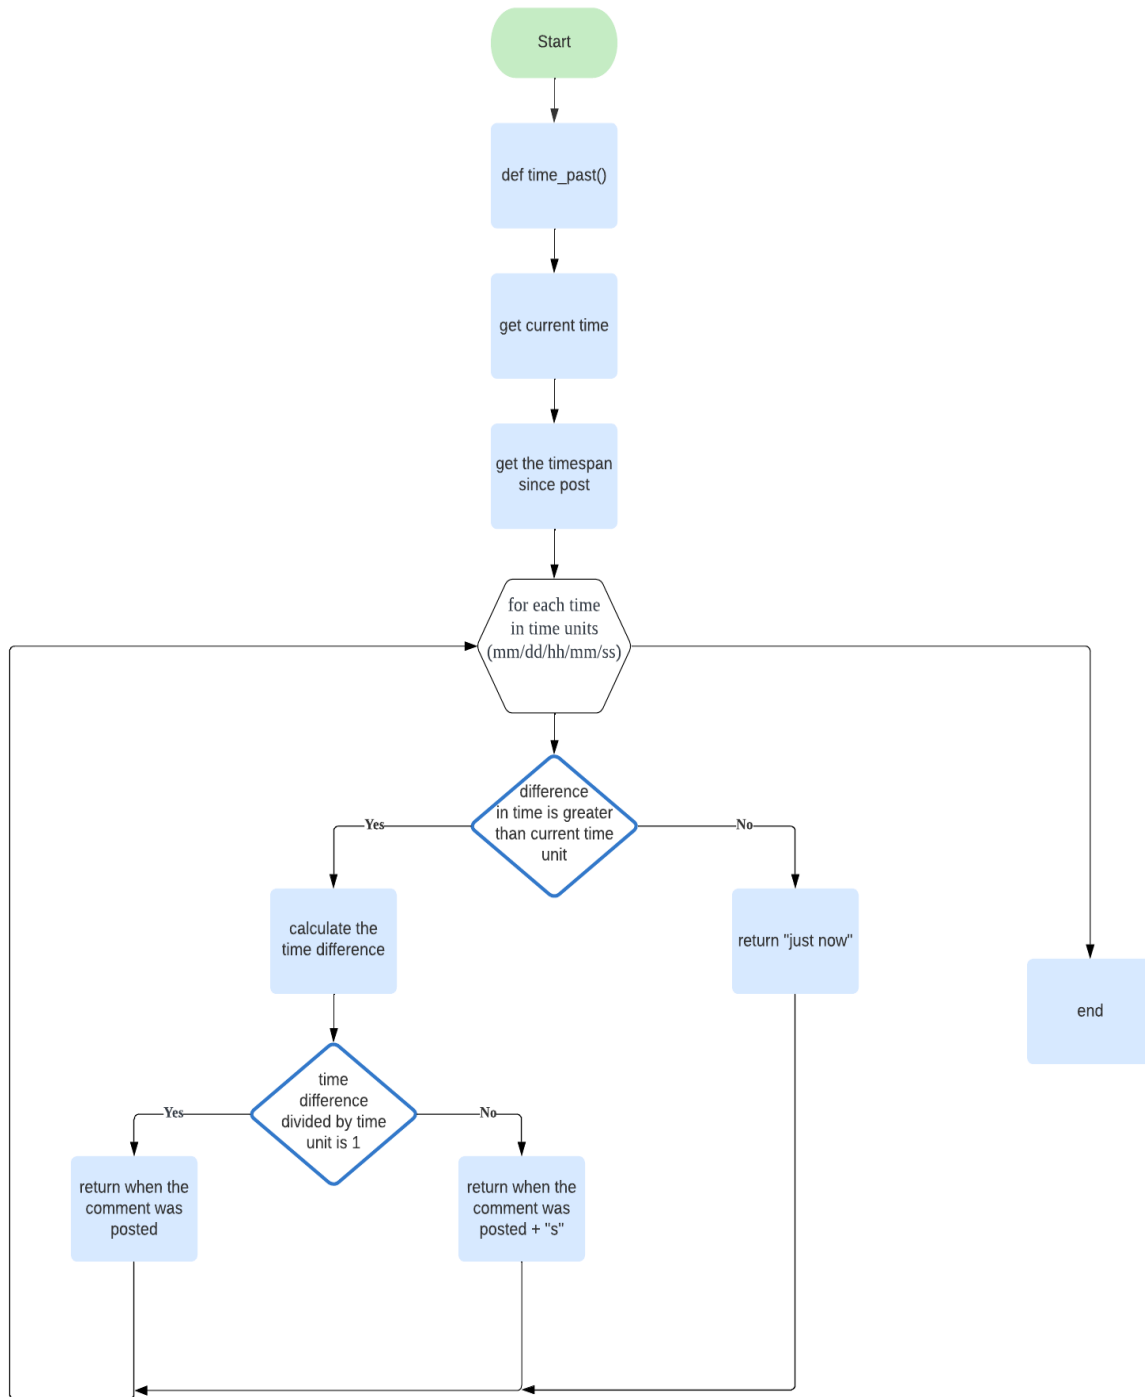 Start
def time_past()
get current time
get the timespan
since post
for each time
in time units
(mm/dd/hh/mm/ss)
difference
in time is greater
than current time
unit
Yes
No
calculate the
time difference
return "just now"
end
time
difference
divided by time
unit is 1
Yes
No
return when the
comment was
posted
return when the
comment was
posted + "s"